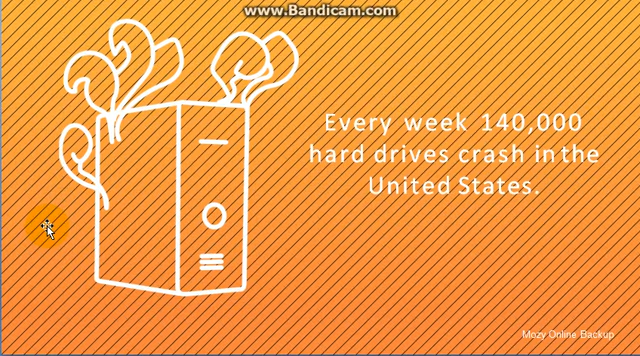 www.Bandicam.com
Every week 140,000
hard drives crash in the
United States.
Mozy Online Backup